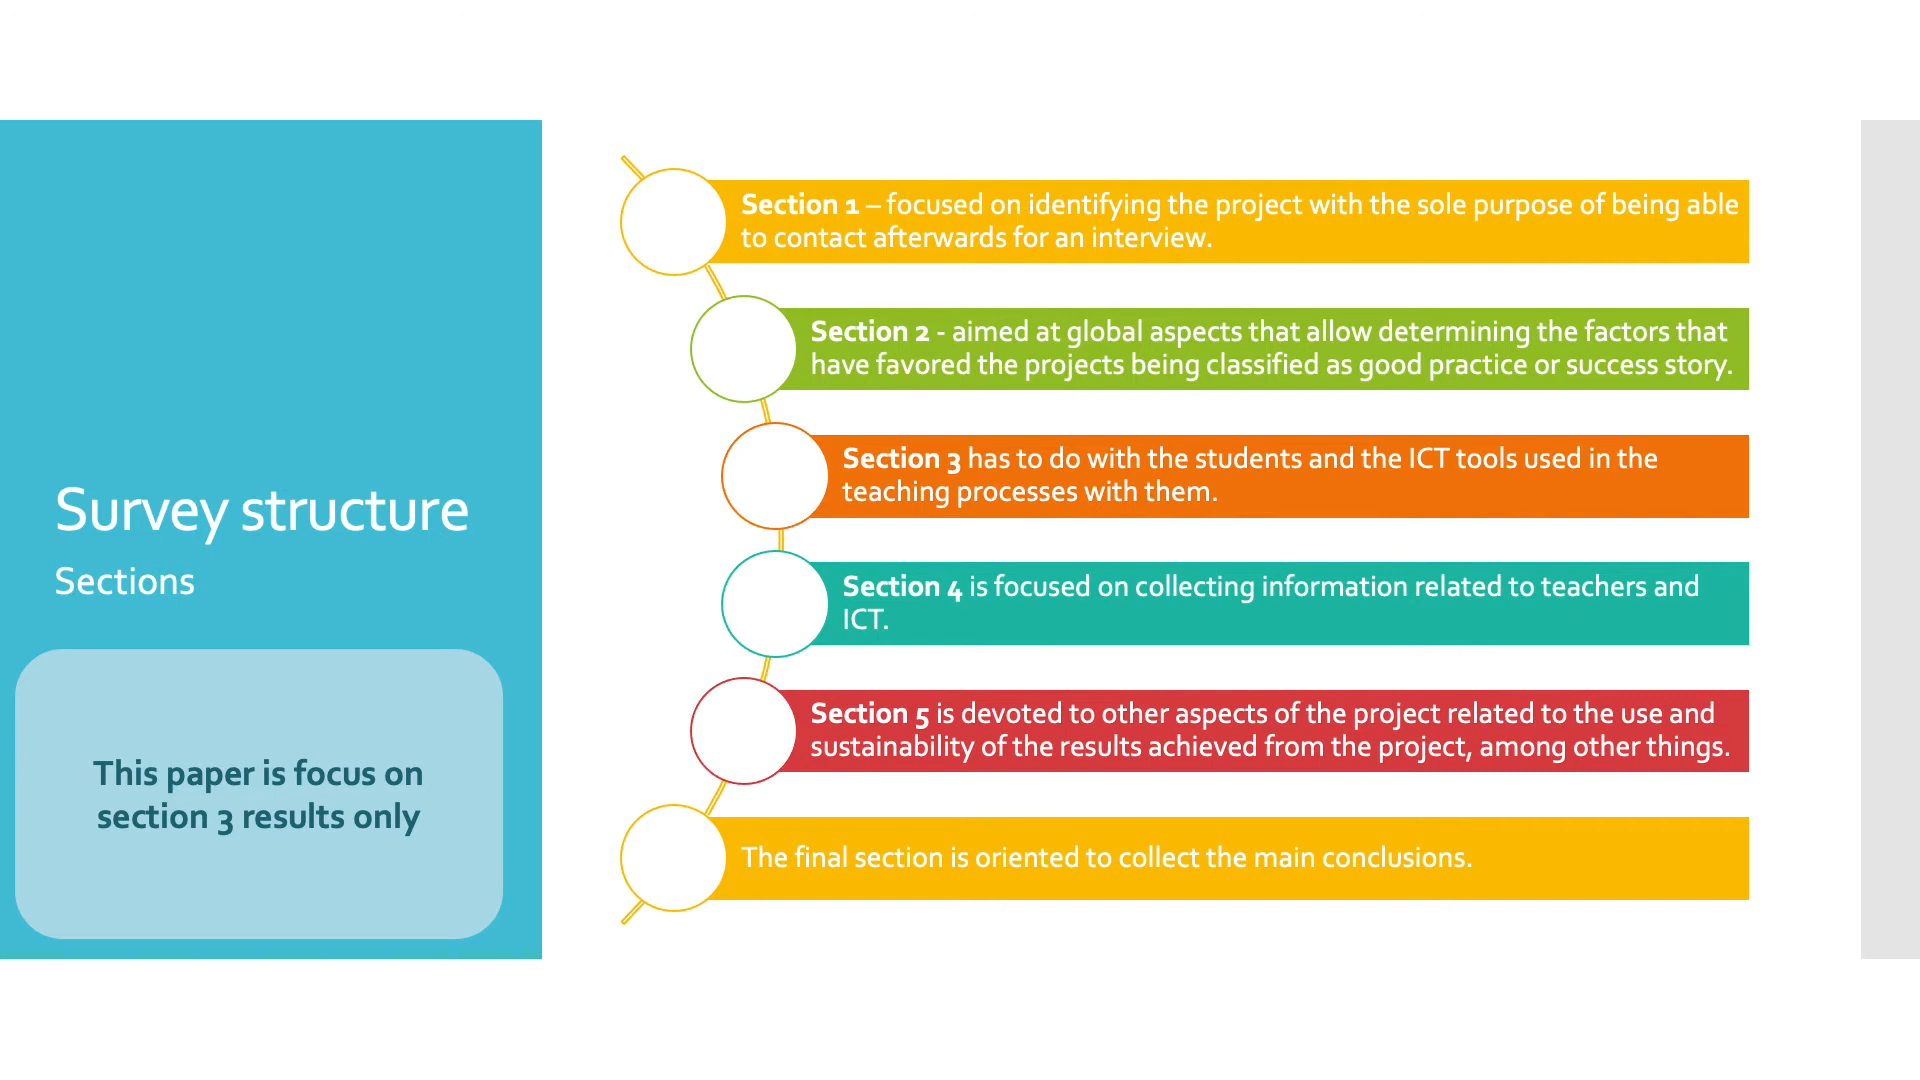 Survey structure
Sections
This paper is focus on
section 3 results only
Section 1 – focused on identifying the project with the sole purpose of being able
to contact afterwards for an interview.
Section 2 - aimed at global aspects that allow determining the factors that
have favored the projects being classified as good practice or success story.
Section 3 has to do with the students and the ICT tools used in the
teaching processes with them.
Section 4 is focused on collecting information related to teachers and
ICT.
Section 5 is devoted to other aspects of the project related to the use and
sustainability of the results achieved from the project, among other things.
The final section is oriented to collect the main conclusions.